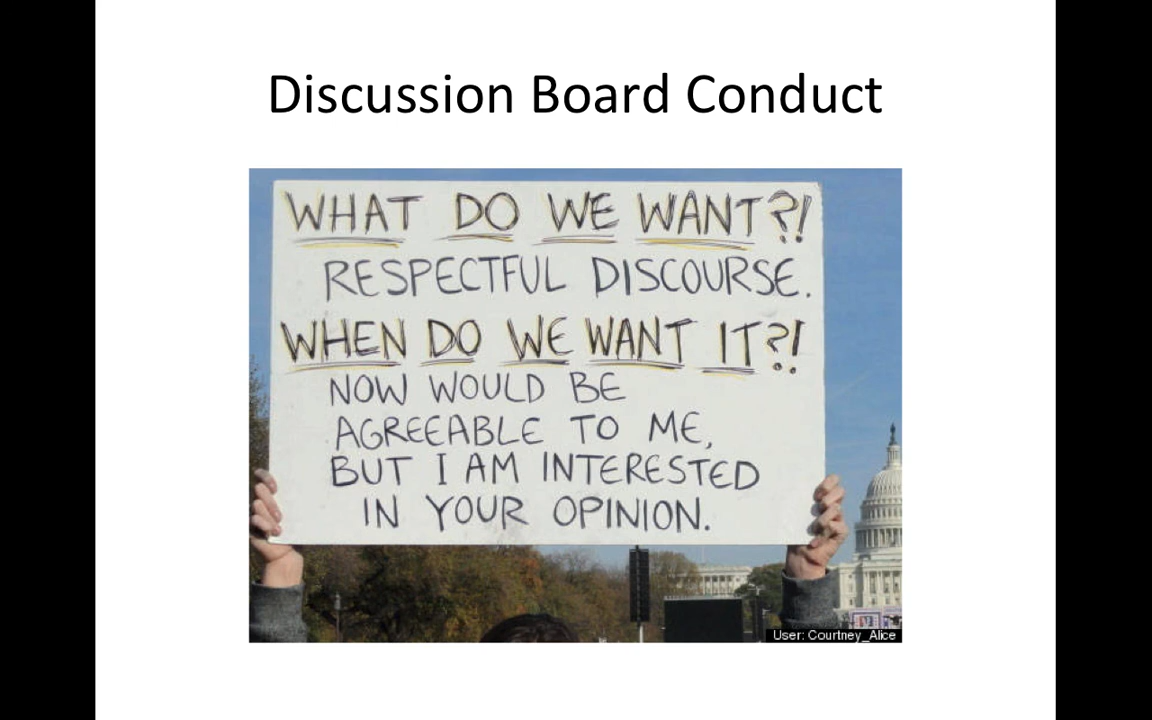 Discussion Board Conduct
WHAT DO WE WANT?!
RESPECTFUL DISCOURSE.
WHEN DO WE WANT IT?!
NOW WOULD BE
AGREEABLE TO ME,
BUT I AM INTERESTED
IN YOUR OPINION.
User: Courtney_Alice